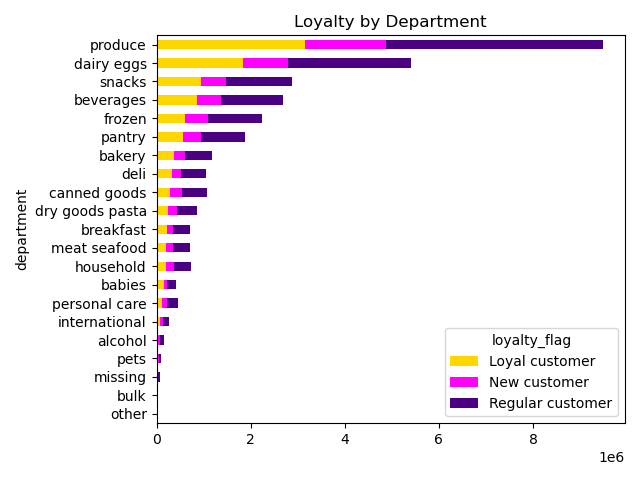 Loyalty by Department
department
produce
dairy eggs
snacks
beverages
frozen
pantry
bakery
deli
canned goods
dry goods pasta
breakfast
meat seafood
household
babies
personal care
international
alcohol
pets
missing
bulk
other
loyalty_flag
Loyal customer
New customer
Regular customer
0 2 4 6 8
1e6